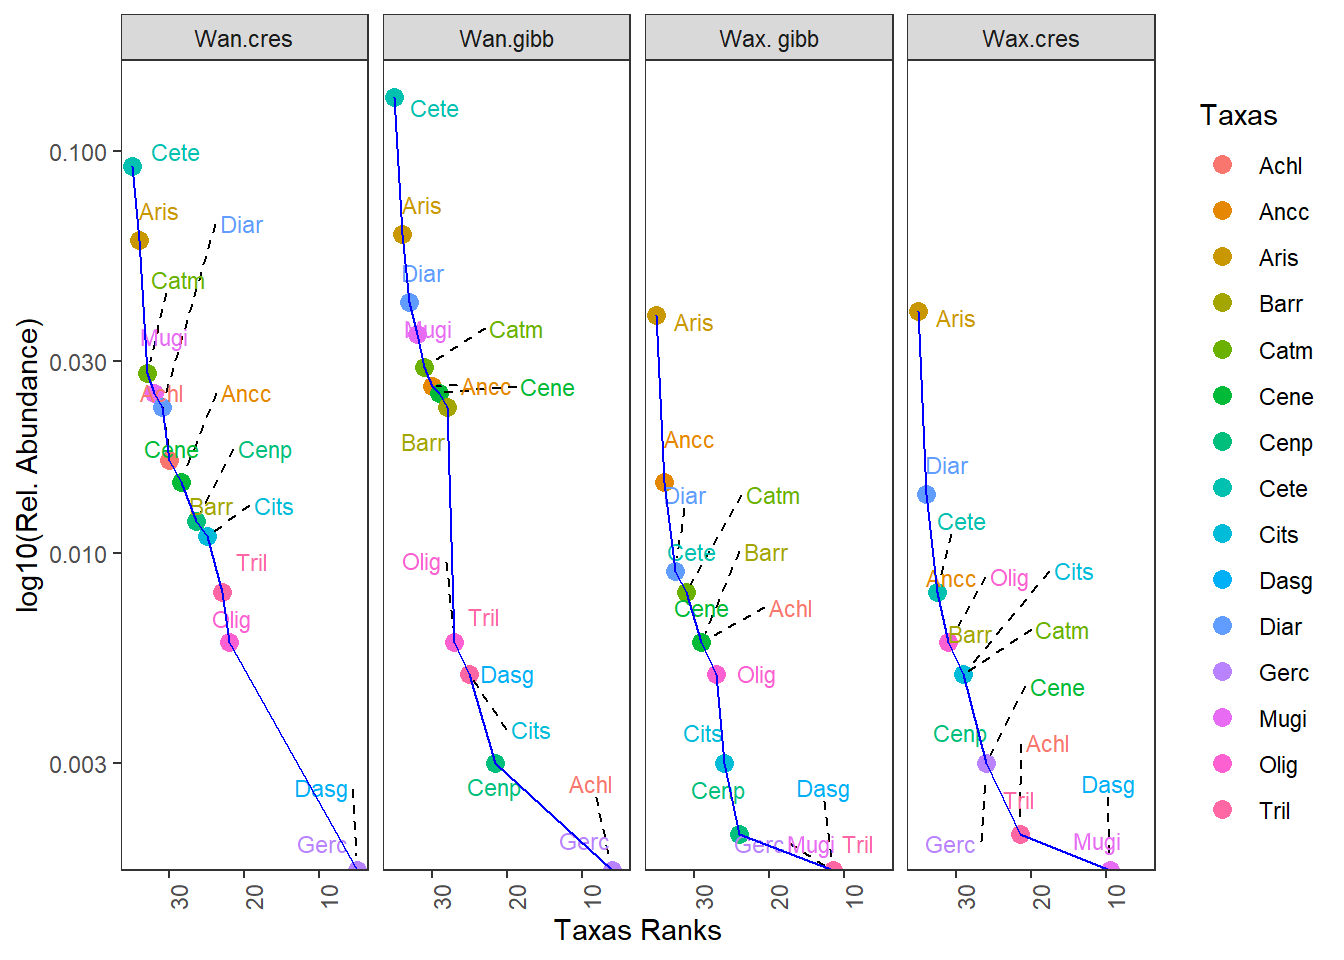 Wan.cres
Wan.gibb
Wax. gibb
Wax.cres
log10(Rel. Abundance)
0.100
0.030
0.010
0.003
Cete
Aris
Diar
Catm
Mugi
Achl
Ancc
Cene
Cenp
Barr
Cits
Tril
Olig
Dasg
Gerc
30
20
10
Cete
Aris
Diar
Mugi
Catm
Ancc
Cene
Barr
Olig
Tril
Dasg
Cits
Cenp
Achl
Gerc
30
20
10
Aris
Ancc
Diar
Catm
Cete
Barr
Cene
Achl
Olig
Cits
Cenp
Dasg
Gerc
Mugi
Tril
30
20
10
Aris
Diar
Cete
Ancc
Olig
Cits
Barr
Catm
Cene
Cenp
Achl
Tril
Dasg
Gerc
Mugi
30
20
10
Taxas Ranks
Taxas
Achl
Ancc
Aris
Barr
Catm
Cene
Cenp
Cete
Cits
Dasg
Diar
Gerc
Mugi
Olig
Tril